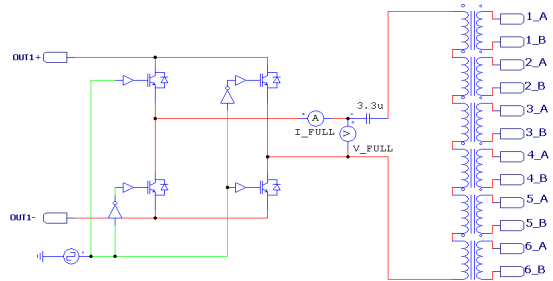 OUT1+
3.3u
A
I_FULL
V
V_FULL
OUT1-
1_A
1_B
2_A
2_B
3_A
3_B
4_A
4_B
5_A
5_B
6_A
6_B